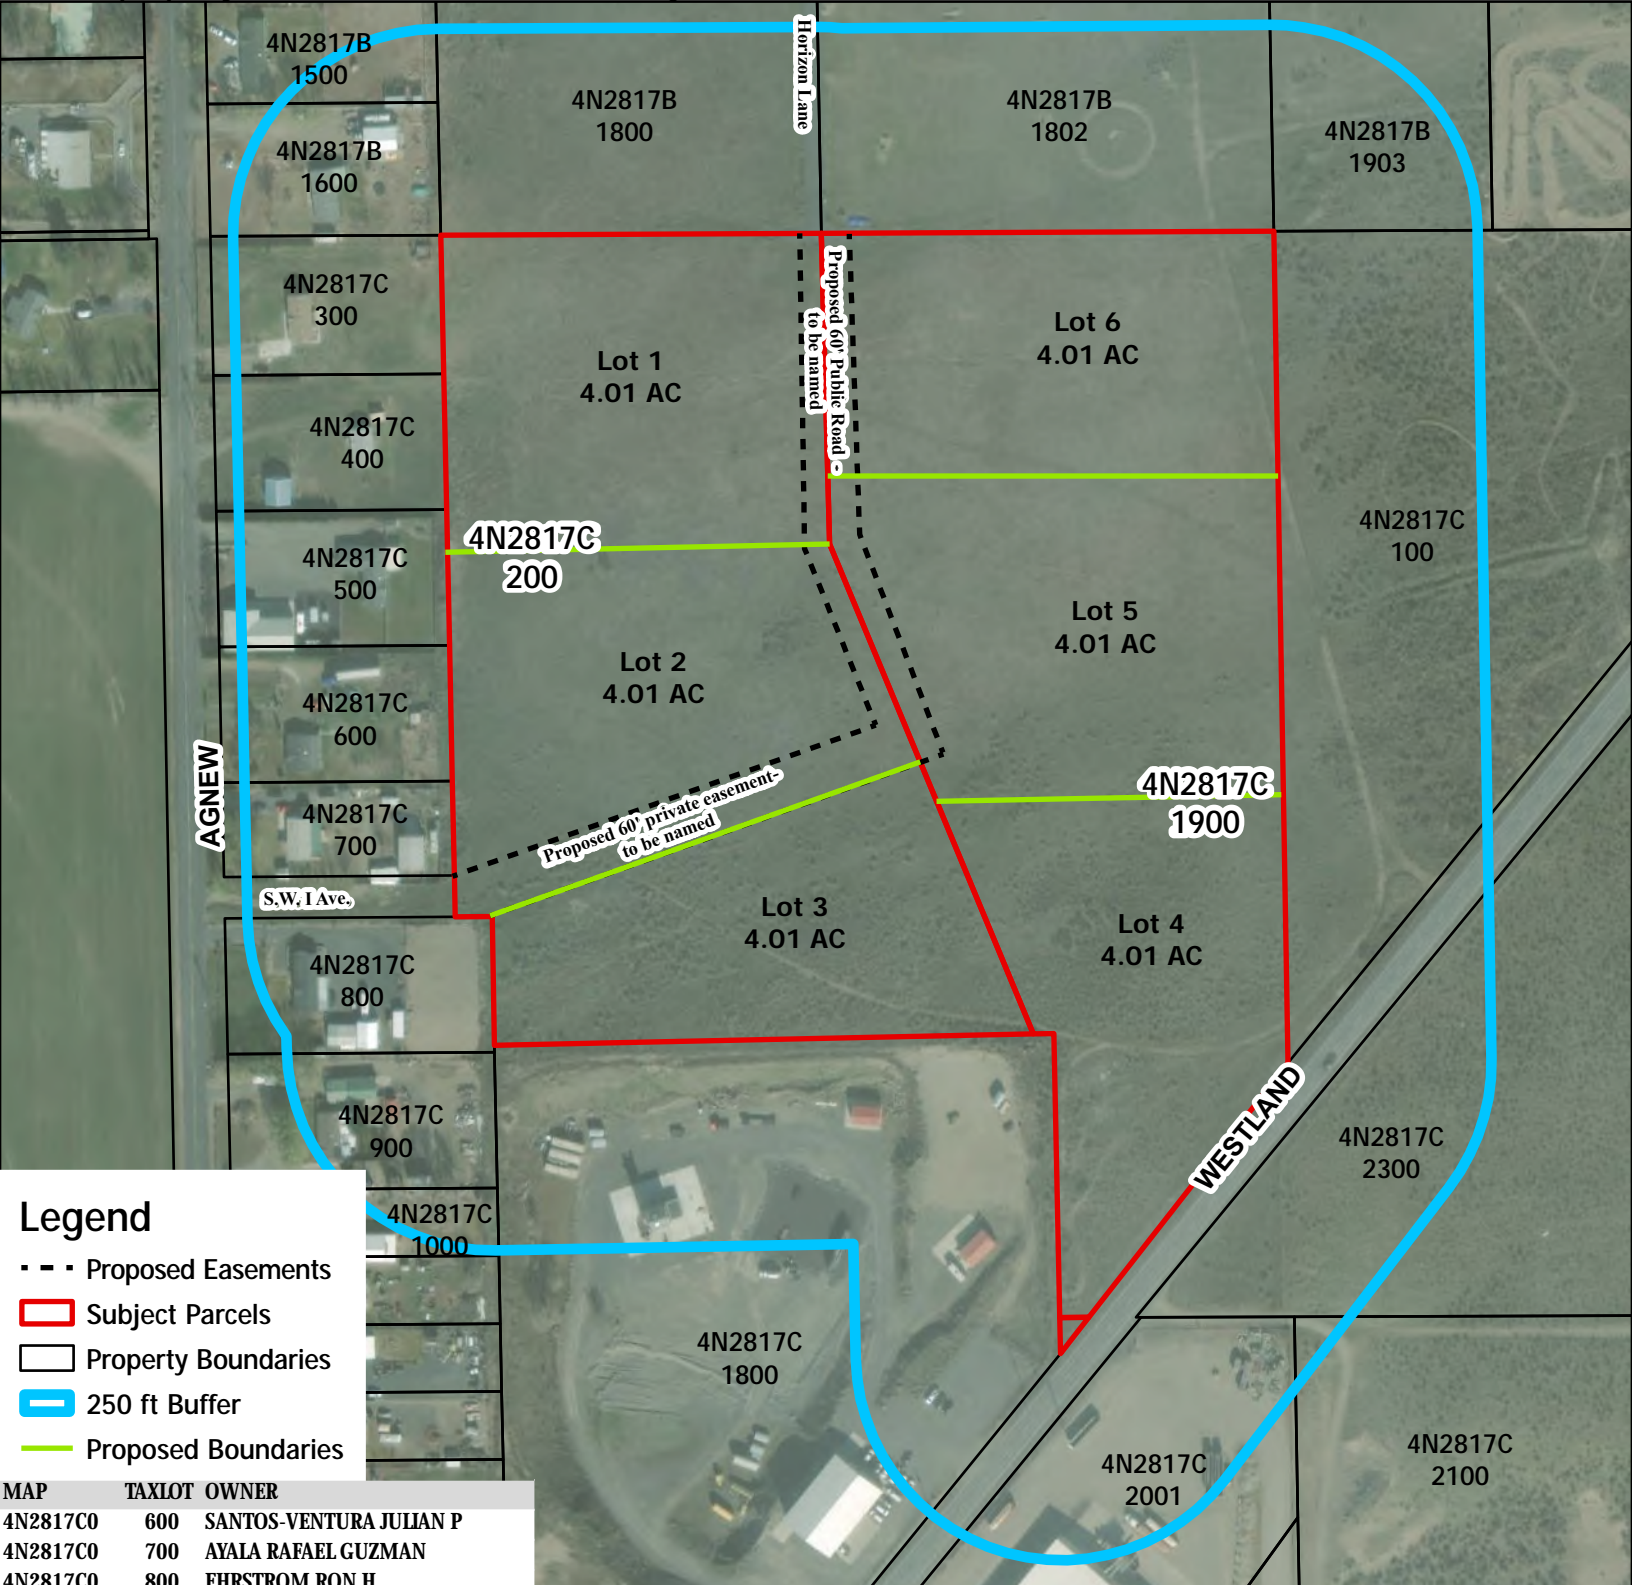 4N2817B
1500
4N2817B
1600
4N2817B
1800
Horizon Lane
4N2817B
1802
4N2817B
1903
4N2817C
300
4N2817C
400
4N2817C
500
4N2817C
600
4N2817C
700
AGNEW
S.W. I Ave.
4N2817C
800
4N2817C
900
4N2817C
1000
Lot 1
4.01 AC
Proposed 60' Public Road -
to be named
Lot 6
4.01 AC
4N2817C
200
4N2817C
100
Lot 2
4.01 AC
Lot 5
4.01 AC
Proposed 60' private easement-
to be named
4N2817C
1900
Lot 3
4.01 AC
Lot 4
4.01 AC
WESTLAND
4N2817C
2300
4N2817C
1800
4N2817C
2001
4N2817C
2100
Legend
Proposed Easements
Subject Parcels
Property Boundaries
250 ft Buffer
Proposed Boundaries
MAP TAXLOT OWNER
4N2817C0 600 SANTOS-VENTURA JULIAN P
4N2817C0 700 AYALA RAFAEL GUZMAN
4N2817C0 800 EHRSTROM RON H